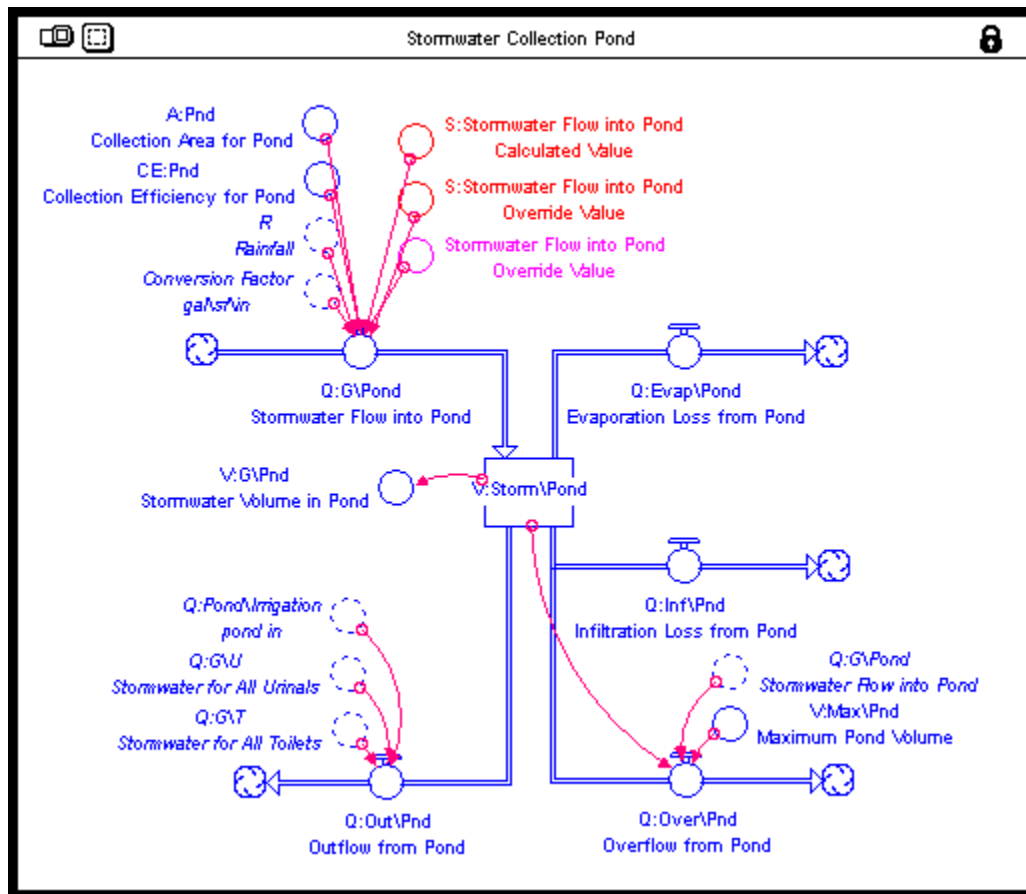 Stormwater Collection Pond
A:Pnd
Collection Area for Pond
CE:Pnd
Collection Efficiency for Pond
R
Rainfall
Conversion Factor
gal\sf\in
S:Stormwater Flow into Pond
Calculated Value
S:Stormwater Flow into Pond
Override Value
Stormwater Flow into Pond
Override Value
Q:G\Pond
Stormwater Flow into Pond
Q:Evap\Pond
Evaporation Loss from Pond
V:G\Pnd
Stormwater Volume in Pond
V:Storm\Pond
Q:Inf\Pnd
Infiltration Loss from Pond
Q:Pond\Irrigation
pond in
Q:G\U
Stormwater for All Urinals
Q:G\T
Stormwater for All Toilets
Q:G\Pond
Stormwater Flow into Pond
V:Max\Pnd
Maximum Pond Volume
Q:Out\Pnd
Outflow from Pond
Q:Over\Pnd
Overflow from Pond